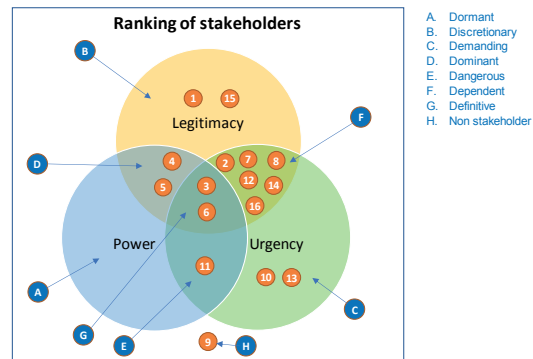 Ranking of stakeholders
A. Dormant
B. Discretionary
C. Demanding
D. Dominant
E. Dangerous
F. Dependent
G. Definitive
H. Non stakeholder
B
1
15
Legitimacy
F
D
4
2
7
8
5
3
12
14
6
16
Power
Urgency
11
10
13
A
C
G
E
9
H